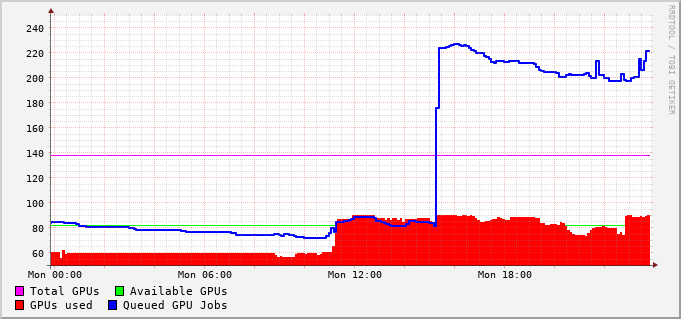 RRDTOOL / TOBI OETIKER
240
220
200
180
160
140
120
100
80
60
Mon 00:00 Mon 06:00 Mon 12:00 Mon 18:00
Total GPUs Available GPUs
GPUs used Queued GPU Jobs